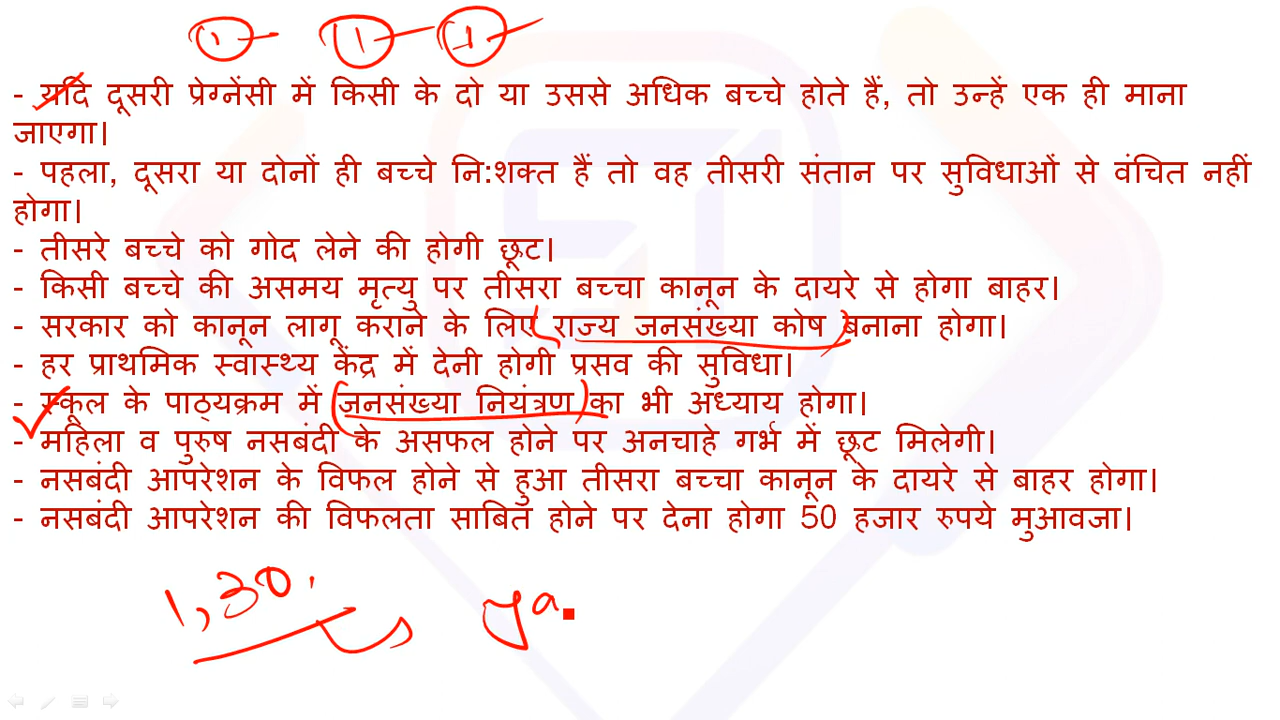 - यदि दूसरी प्रेग्नेंसी में किसी के दो या उससे अधिक बच्चे होते हैं, तो उन्हें एक ही माना
जाएगा।
- पहला, दूसरा या दोनों ही बच्चे नि:शक्त हैं तो वह तीसरी संतान पर सुविधाओं से वंचित नहीं
होगा।
- तीसरे बच्चे को गोद लेने की होगी छूट।
- किसी बच्चे की असमय मृत्यु पर तीसरा बच्चा कानून के दायरे से होगा बाहर।
- सरकार को कानून लागू कराने के लिए राज्य जनसंख्या कोष बनाना होगा।
- हर प्राथमिक स्वास्थ्य केंद्र में देनी होगी प्रसव की सुविधा।
- स्कूल के पाठ्यक्रम में जनसंख्या नियंत्रण का भी अध्याय होगा।
- महिला व पुरुष नसबंदी के असफल होने पर अनचाहे गर्भ में छूट मिलेगी।
- नसबंदी आपरेशन के विफल होने से हुआ तीसरा बच्चा कानून के दायरे से बाहर होगा।
- नसबंदी आपरेशन की विफलता साबित होने पर देना होगा 50 हजार रुपये मुआवजा।
1,30 ya